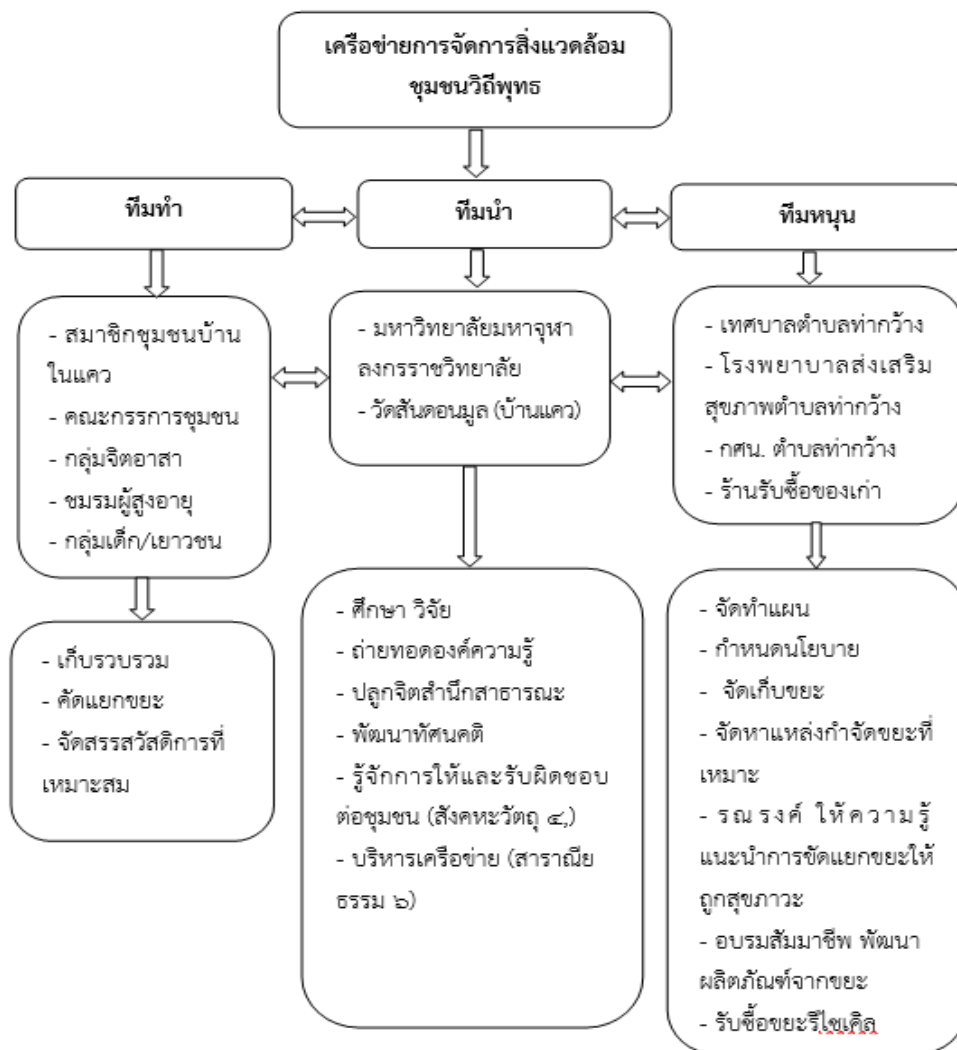 เครือข่ายการจัดการสิ่งแวดล้อม
ชุมชนวิถีพุทธ
ทีมทำ
ทีมนำ
ทีมหนุน
- สมาชิกชุมชนบ้าน
ในแคว
- คณะกรรการชุมชน
- กลุ่มจิตอาสา
- ชมรมผู้สูงอายุ
- กลุ่มเด็ก/เยาวชน
- มหาวิทยาลัยมหาจุฬา
ลงกรราชวิทยาลัย
- วัดสันดอนมูล (บ้านแคว)
- เทศบาลตำบลท่ากว้าง
- โรงพยาบาลส่งเสริม
สุขภาพตำบลท่ากว้าง
- กศน. ตำบลท่ากว้าง
- ร้านรับซื้อของเก่า
- เก็บรวบรวม
- คัดแยกขยะ
- จัดสรรสวัสดิการที่
เหมาะสม
- ศึกษา วิจัย
- ถ่ายทอดองค์ความรู้
- ปลูกจิตสำนึกสาธารณะ
- พัฒนาทัศนคติ
- รู้จักการให้และรับผิดชอบ
ต่อชุมชน (สังคหะวัตถุ ๔,)
- บริหารเครือข่าย (สาราณีย
ธรรม ๖)
- จัดทำแผน
- กำหนดนโยบาย
- จัดเก็บขยะ
- จัดหาแหล่งกำจัดขยะที่
เหมาะ
- รณรงค์ ให้ความรู้
แนะนำการขัดแยกขยะให้
ถูกสุขภาวะ
- อบรมสัมมาชีพ พัฒนา
ผลิตภัณฑ์จากขยะ
- รับซื้อขยะรีไซเคิล